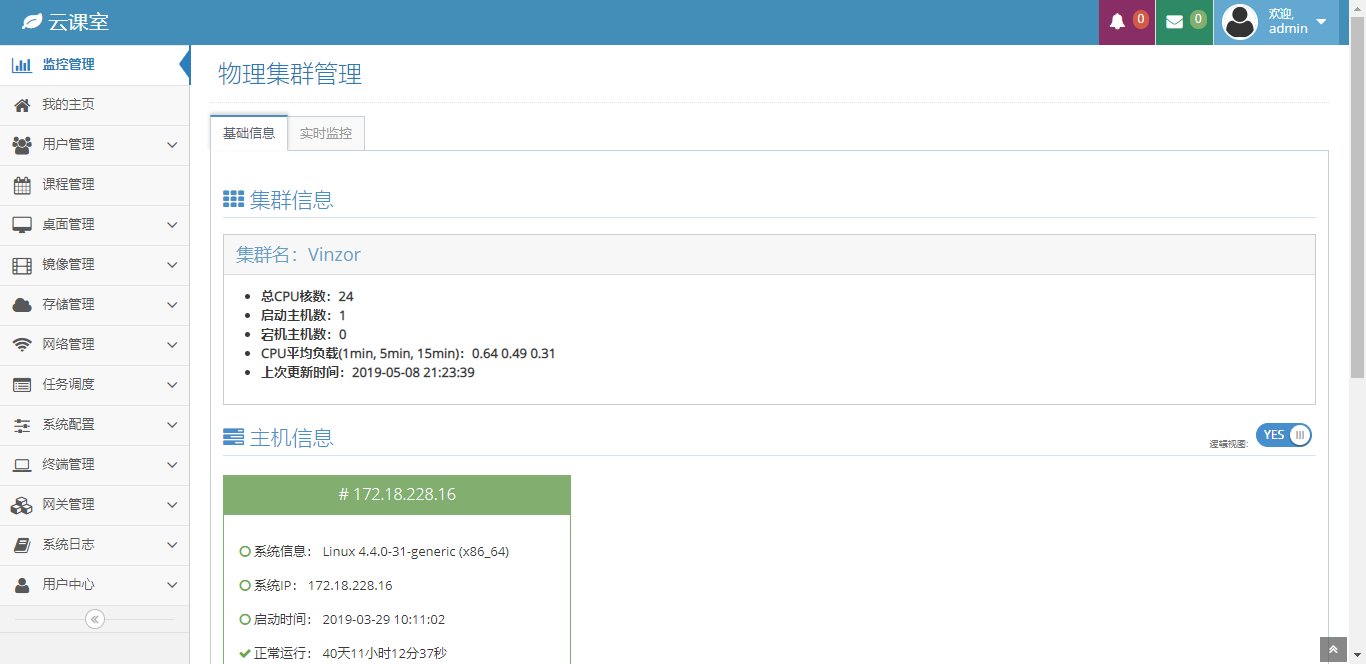 云课室
0
0
欢迎,
admin
监控管理
我的主页
用户管理
课程管理
桌面管理
镜像管理
存储管理
网络管理
任务调度
系统配置
终端管理
网关管理
系统日志
用户中心
物理集群管理
基础信息
实时监控
集群信息
集群名：Vinzor
总CPU核数：24
启动主机数：1
宕机主机数：0
CPU平均负载(1min, 5min, 15min)：0.64 0.49 0.31
上次更新时间：2019-05-08 21:23:39
主机信息
逻辑视图:
YES
# 172.18.228.16
系统信息： Linux 4.4.0-31-generic (x86_64)
系统IP： 172.18.228.16
启动时间： 2019-03-29 10:11:02
正常运行： 40天11小时12分37秒